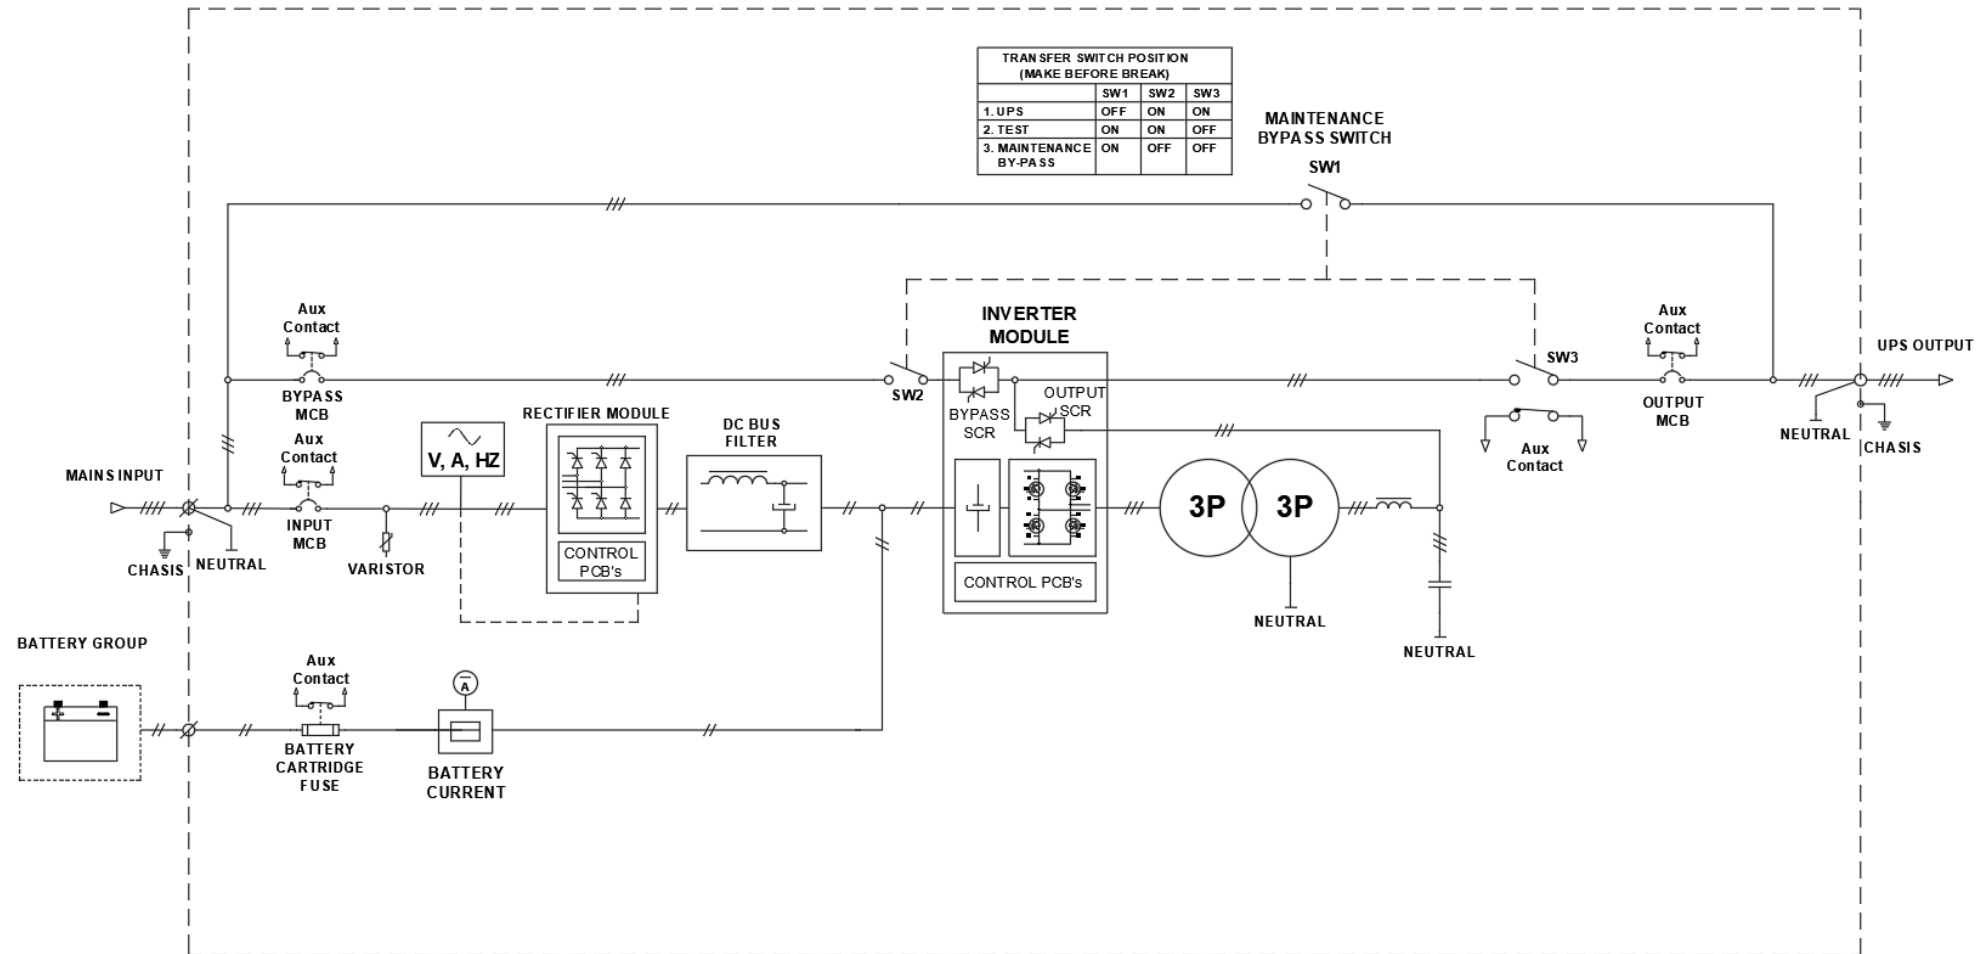 TRANSFER SWITCH POSITION
(MAKE BEFORE BREAK)
SW1 SW2 SW3
1. UPS OFF ON ON
2. TEST ON ON OFF
3. MAINTENANCE ON OFF OFF
BY-PASS
MAINTENANCE
BYPASS SWITCH
SW1
Aux
Contact
BYPASS
MCB
SW2
INVERTER
MODULE
BYPASS
SCR
OUTPUT
SCR
SW3
Aux
Contact
Aux
Contact
OUTPUT
MCB
UPS OUTPUT
NEUTRAL
CHASIS
MAINS INPUT
CHASIS
NEUTRAL
Aux
Contact
INPUT
MCB
VARISTOR
V, A, HZ
RECTIFIER MODULE
CONTROL
PCB's
DC BUS
FILTER
CONTROL PCB's
3P
3P
NEUTRAL
NEUTRAL
BATTERY GROUP
Aux
Contact
BATTERY
CARTRIDGE
FUSE
A
BATTERY
CURRENT